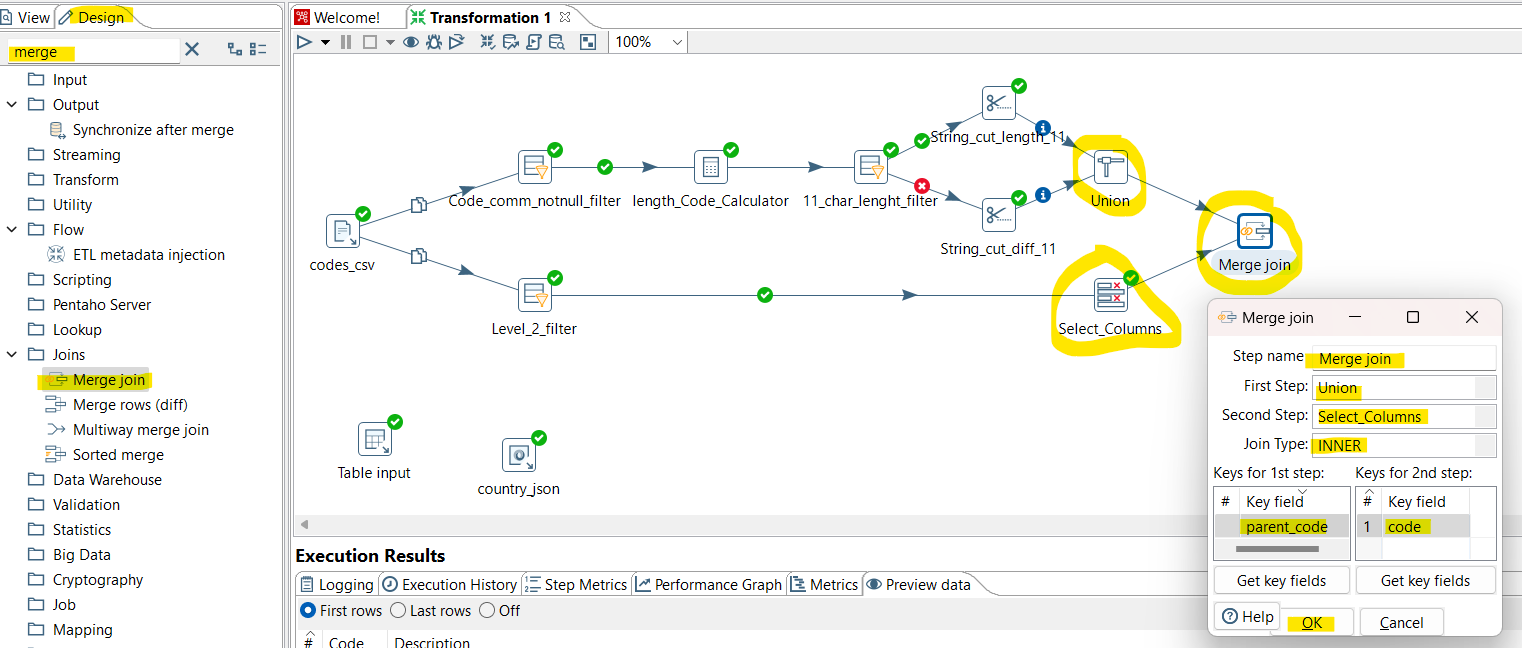 View Design
merge
Input
Output
Synchronize after merge
Streaming
Transform
Utility
Flow
ETL metadata injection
Scripting
Pentaho Server
Lookup
Joins
Merge join
Merge rows (diff)
Multiway merge join
Sorted merge
Data Warehouse
Validation
Statistics
Big Data
Cryptography
Job
Mapping
Welcome! Transformation 1
100%
String_cut_length_11
Code_comm_notnull_filter length_Code_Calculator 11_char_lenght_filter Union
String_cut_diff_11
codes_csv
Merge join
Level_2_filter
Select_Columns
Table input
country_json
Merge join
Step name Merge join
First Step: Union
Second Step: Select_Columns
Join Type: INNER
Keys for 1st step: Keys for 2nd step:
# Key field # Key field
parent_code 1 code
Get key fields Get key fields
Help OK Cancel
Execution Results
Logging Execution History Step Metrics Performance Graph Metrics Preview data
First rows Last rows Off
# Code Description